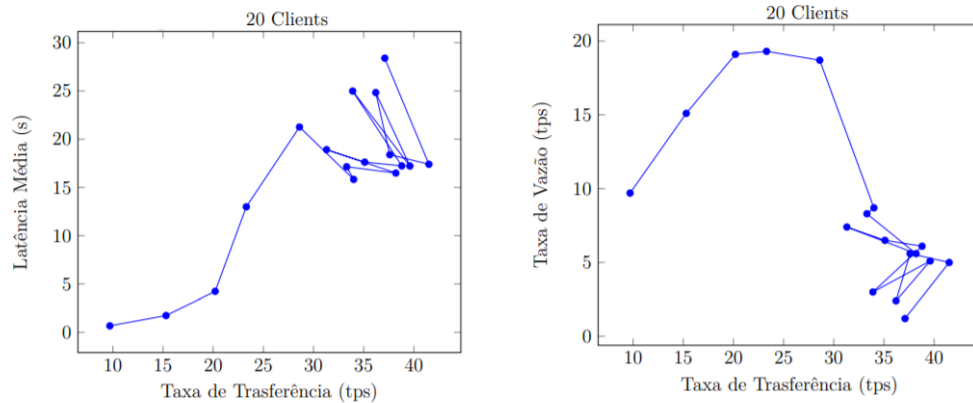 20 Clients
30
25
20
15
10
5
0
Latência Média (s)
10 15 20 25 30 35 40
Taxa de Trasferência (tps)
20 Clients
20
15
10
5
0
Taxa de Vazão (tps)
10 15 20 25 30 35 40
Taxa de Trasferência (tps)